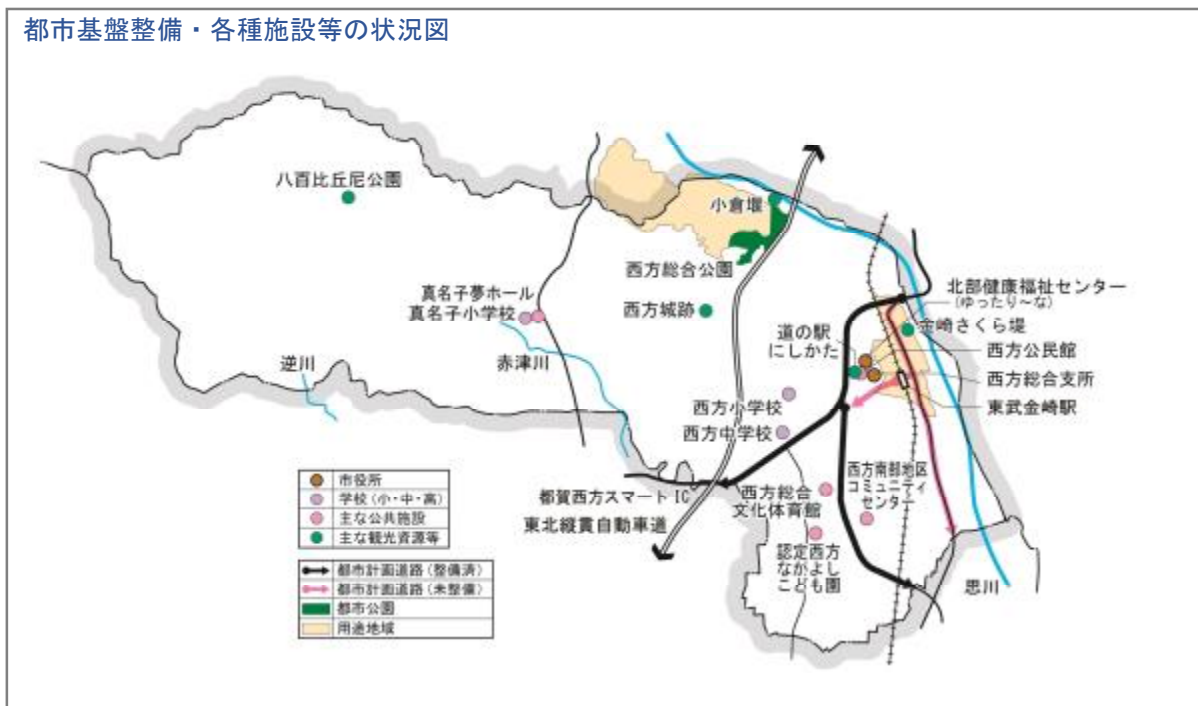 都市基盤整備・各種施設等の状況図
八百比丘尼公園
小倉堰
西方総合公園
真名子夢ホール
真名子小学校
西方城跡
北部健康福祉センター
(ゆったり～な)
金崎さくら堤
道の駅
にしかた
西方公民館
西方総合支所
東武金崎駅
逆川
赤津川
西方小学校
西方中学校
都賀西方スマートIC
東北縦貫自動車道
西方総合
文化体育館
西方南部地区
コミュニティ
センター
認定西方
なかよし
こども園
思川
市役所
学校(小・中・高)
主な公共施設
主な観光資源等
都市計画道路(整備済)
都市計画道路(未整備)
都市公園
用途地域